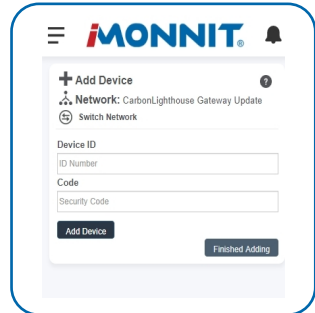 iMONNIT®
Add Device ?
Network: CarbonLighthouse Gateway Update
Switch Network
Device ID
ID Number
Code
Security Code
Add Device
Finished Adding